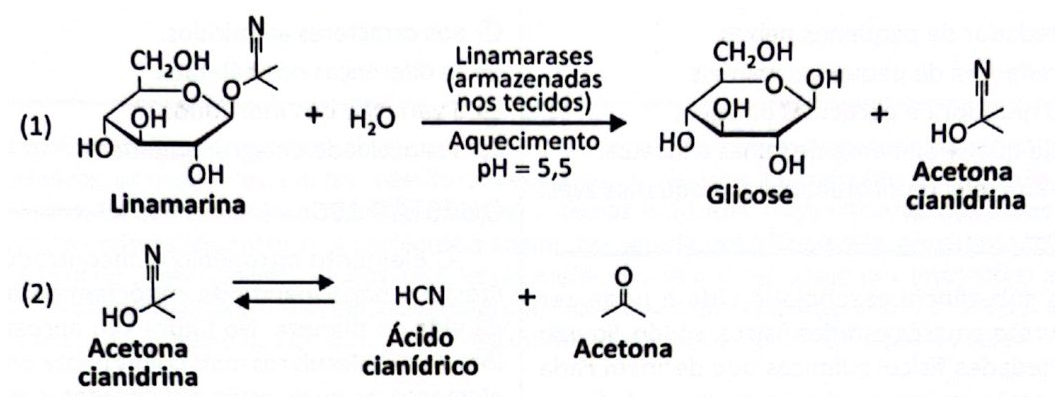 N
CH₂OH
O
O
OH
HO
OH
Linamarina
(1)
+ H₂O
Linamarases
(armazenadas
nos tecidos)
Aquecimento
pH = 5,5
CH₂OH
O
OH
OH
HO
OH
Glicose
+
N
HO
Acetona
cianidrina
(2)
N
HO
Acetona
cianidrina
HCN
Ácido
cianídrico
+
O
Acetona